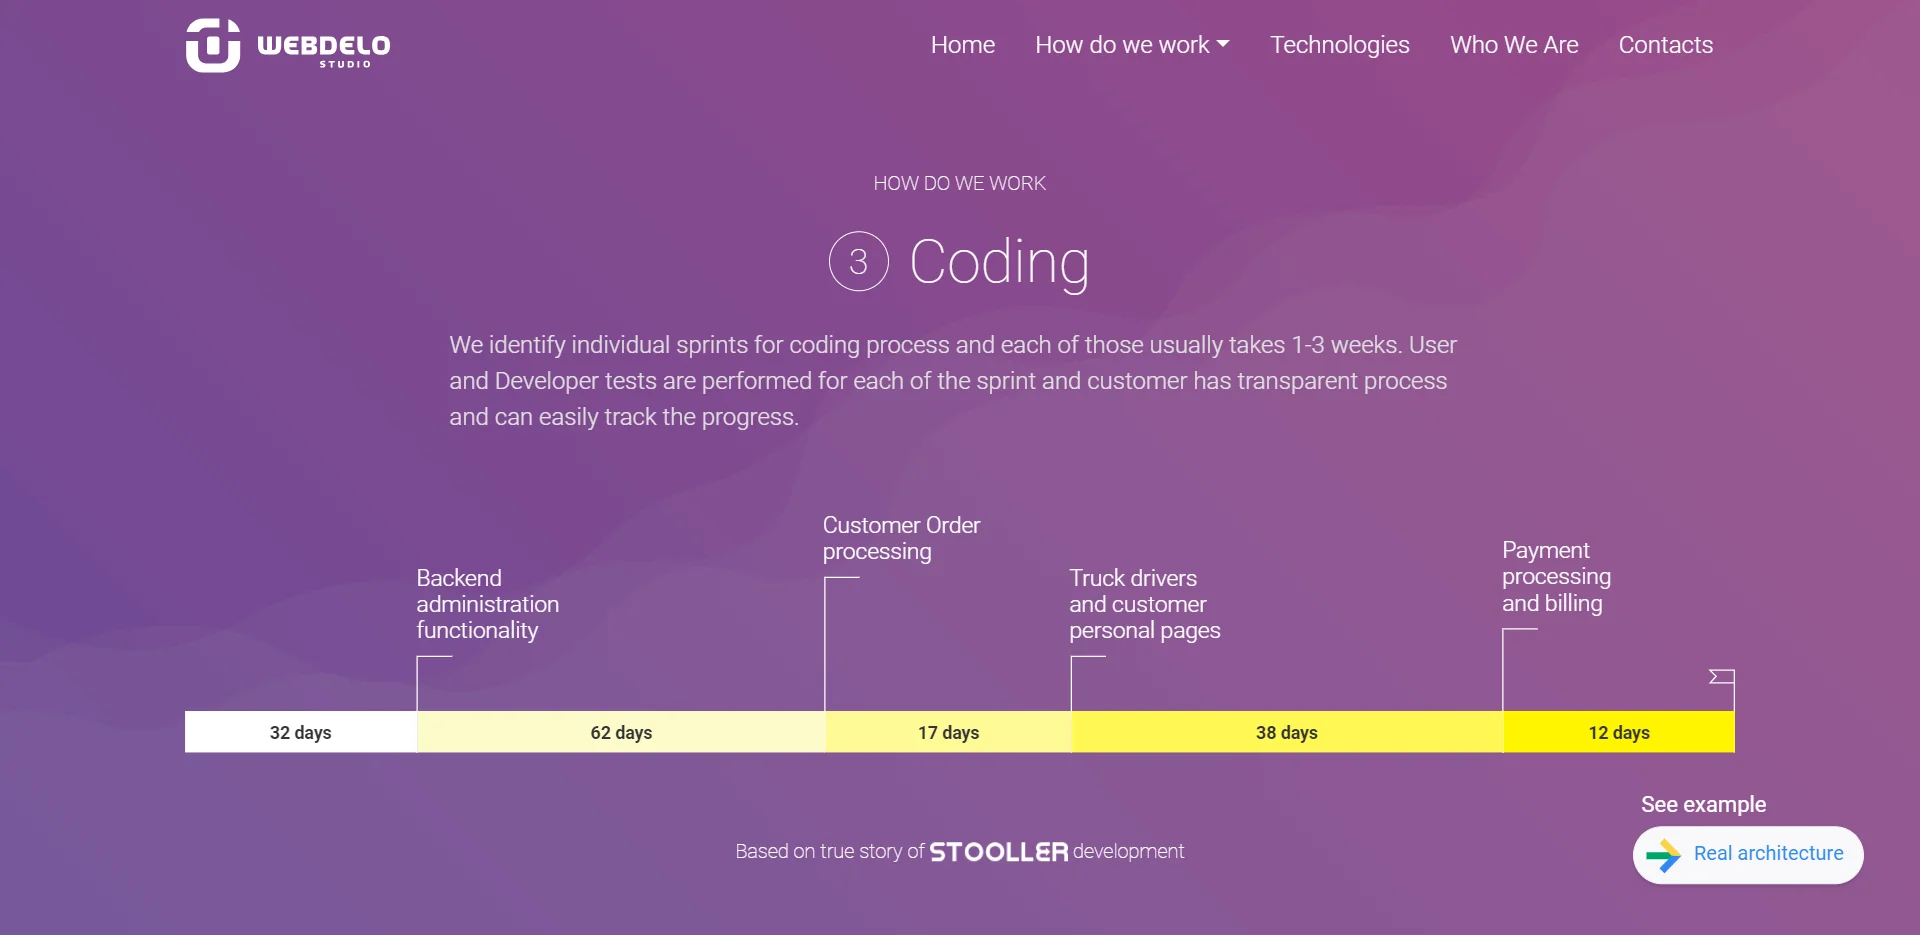 WEBDELO
STUDIO
Home How do we work Technologies Who We Are Contacts
HOW DO WE WORK
3 Coding
We identify individual sprints for coding process and each of those usually takes 1-3 weeks. User
and Developer tests are performed for each of the sprint and customer has transparent process
and can easily track the progress.
Backend
administration
functionality
Customer Order
processing
Truck drivers
and customer
personal pages
Payment
processing
and billing
32 days 62 days 17 days 38 days 12 days
See example
Real architecture
Based on true story of STOOLLER development